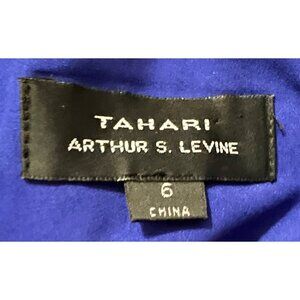 TAHARI
ARTHUR S. LEVINE
6
CHINA